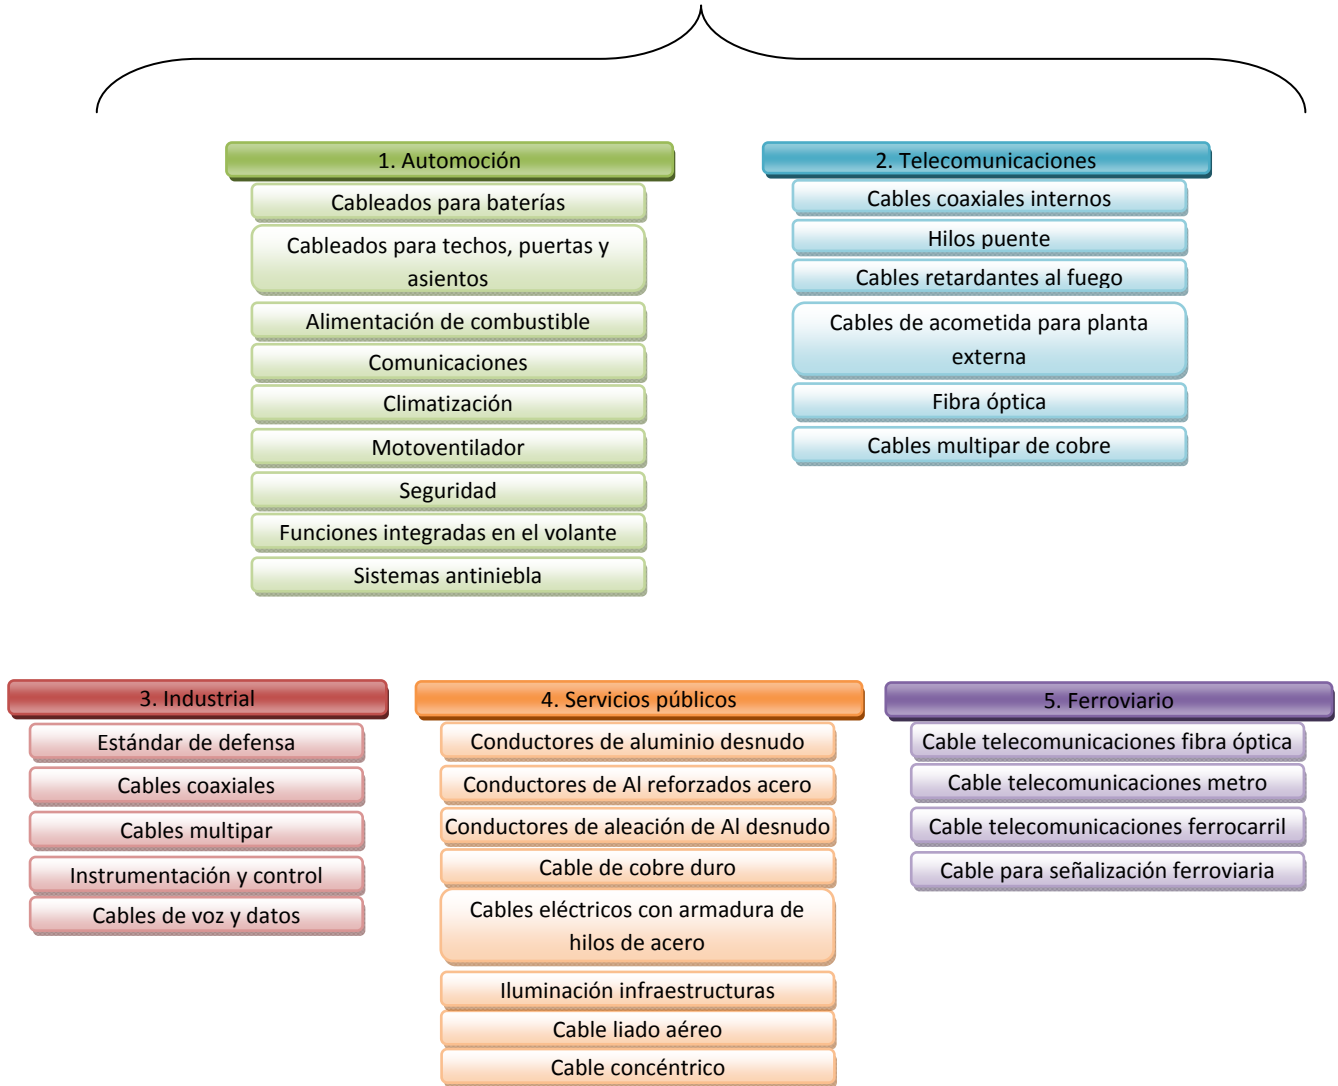 1. Automoción
Cableados para baterías
Cableados para techos, puertas y
asientos
Alimentación de combustible
Comunicaciones
Climatización
Motoventilador
Seguridad
Funciones integradas en el volante
Sistemas antiniebla
2. Telecomunicaciones
Cables coaxiales internos
Hilos puente
Cables retardantes al fuego
Cables de acometida para planta
externa
Fibra óptica
Cables multipar de cobre
3. Industrial
Estándar de defensa
Cables coaxiales
Cables multipar
Instrumentación y control
Cables de voz y datos
4. Servicios públicos
Conductores de aluminio desnudo
Conductores de Al reforzados acero
Conductores de aleación de Al desnudo
Cable de cobre duro
Cables eléctricos con armadura de
hilos de acero
Iluminación infraestructuras
Cable liado aéreo
Cable concéntrico
5. Ferroviario
Cable telecomunicaciones fibra óptica
Cable telecomunicaciones metro
Cable telecomunicaciones ferrocarril
Cable para señalización ferroviaria